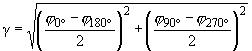 γ = √((φ0° − φ180°)/2)² + ((φ90° − φ270°)/2)²